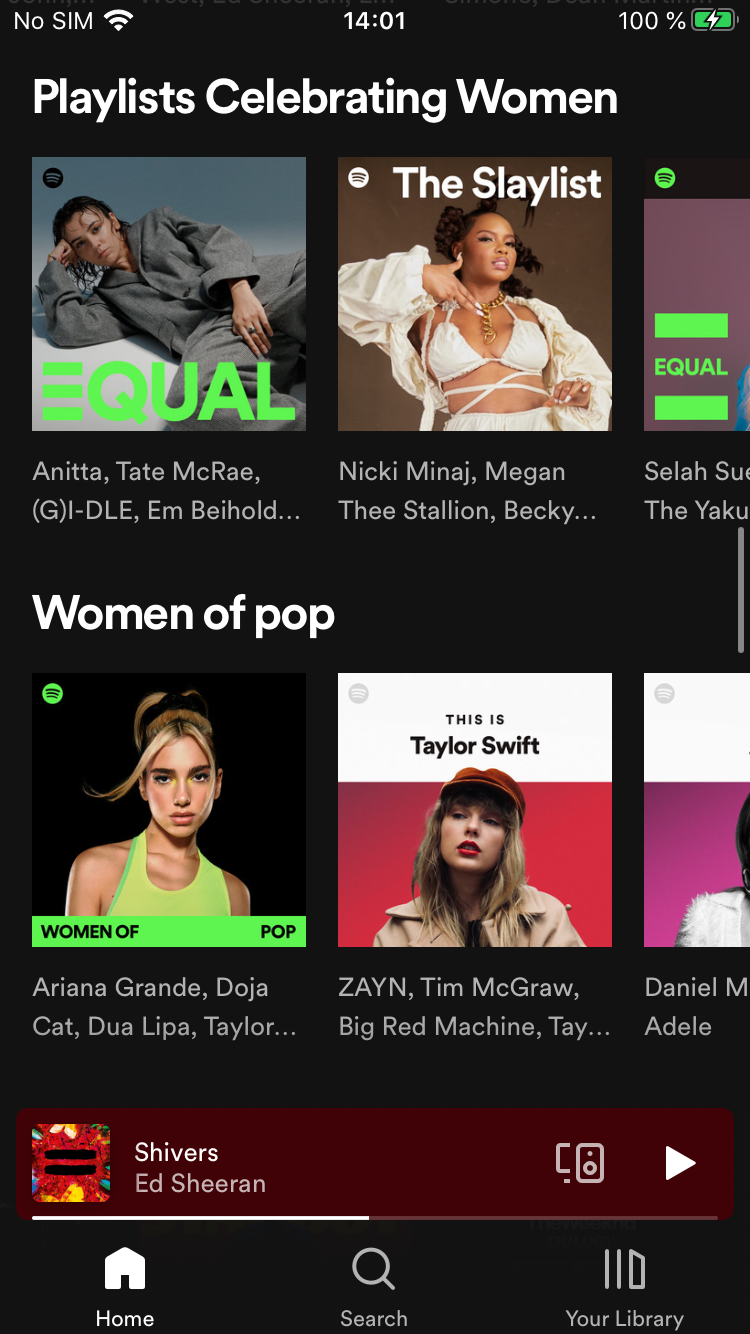 No SIM 14:01 100 %
Playlists Celebrating Women
EQUAL
The Slaylist
EQUAL
Anitta, Tate McRae,
(G)I-DLE, Em Beihold...
Nicki Minaj, Megan
Thee Stallion, Becky...
Selah Sue
The Yaku
Women of pop
WOMEN OF POP
THIS IS
Taylor Swift
Ariana Grande, Doja
Cat, Dua Lipa, Taylor...
ZAYN, Tim McGraw,
Big Red Machine, Tay...
Daniel M
Adele
Shivers
Ed Sheeran
Home
Search
Your Library